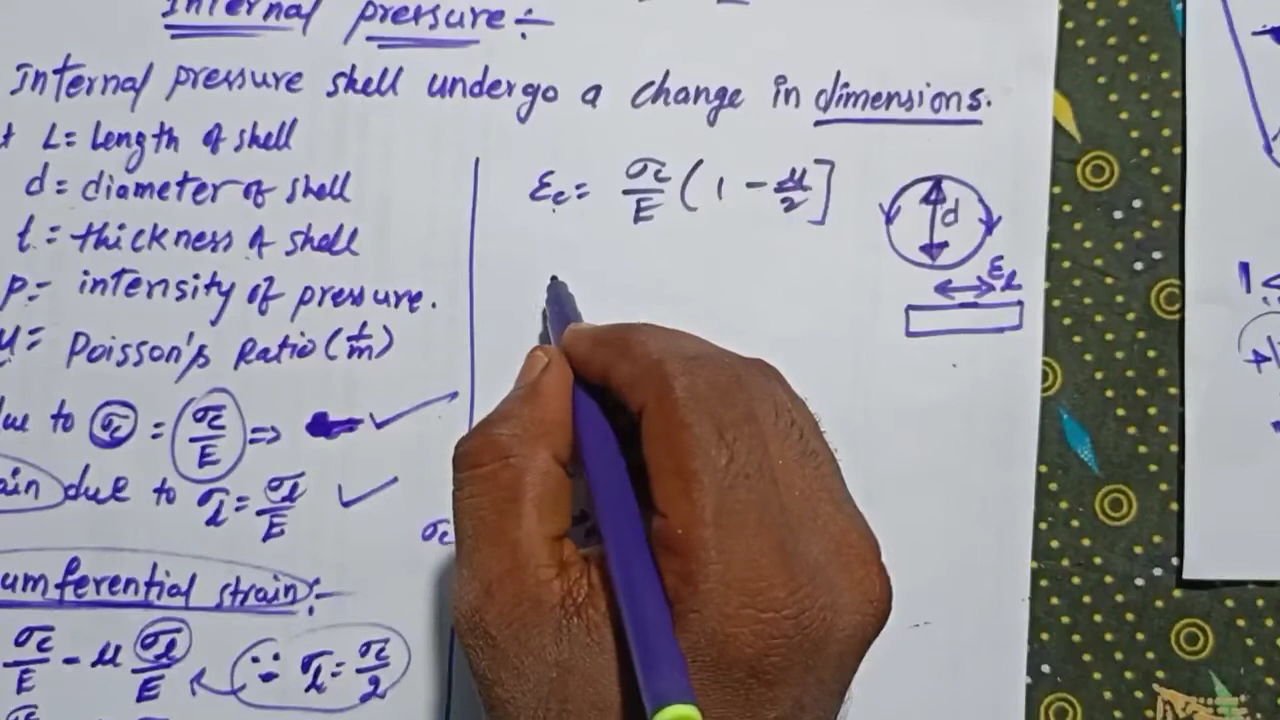 Internal pressure:-
Internal pressure shell undergo a change in dimensions.
L = Length of shell
d = diameter of shell
t = thickness of shell
p = intensity of pressure.
μ = Poisson's Ratio (1/m)
due to σc = σc/E ⇒
due to σl = σl/E
umferential strain:-
σc/E - μ σl/E
∵ σl = σc/2
σc
εc = σc/E (1 - μ/2]
d
εl